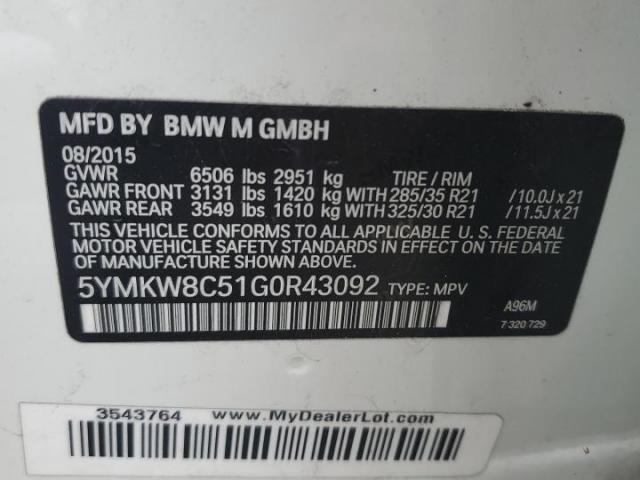 MFD BY BMW M GMBH
08/2015
GVWR 6506 lbs 2951 kg TIRE / RIM
GAWR FRONT 3131 lbs 1420 kg WITH 285/35 R21 / 10.0J x 21
GAWR REAR 3549 lbs 1610 kg WITH 325/30 R21 / 11.5J x 21
THIS VEHICLE CONFORMS TO ALL APPLICABLE U. S. FEDERAL
MOTOR VEHICLE SAFETY STANDARDS IN EFFECT ON THE
DATE OF MANUFACTURE SHOWN ABOVE.
5YMKW8C51G0R43092 TYPE: MPV
A96M
7 320 729
3543764 www.MyDealerLot.com